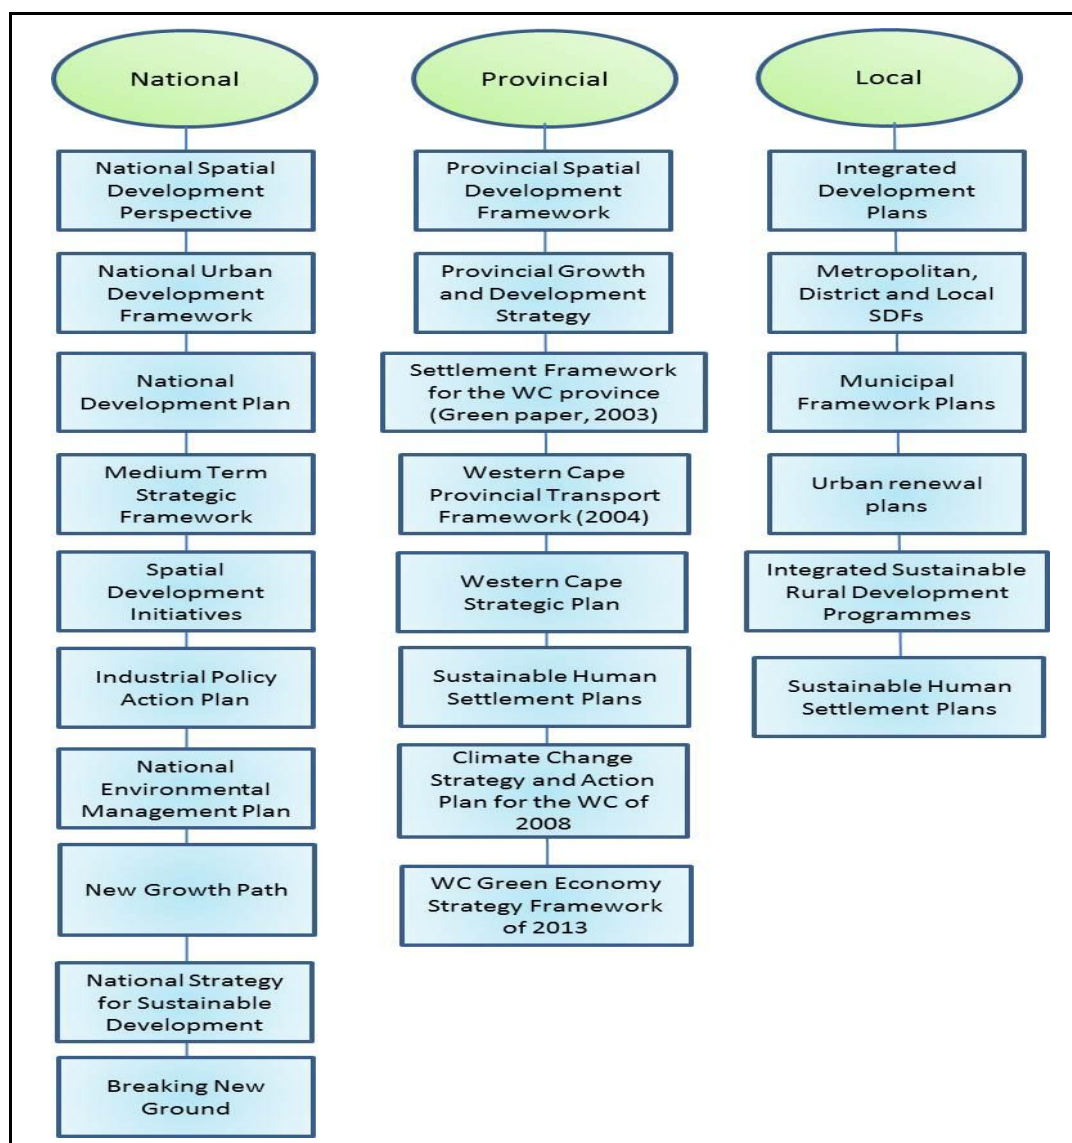 National
National Spatial
Development
Perspective
National Urban
Development
Framework
National
Development Plan
Medium Term
Strategic
Framework
Spatial
Development
Initiatives
Industrial Policy
Action Plan
National
Environmental
Management Plan
New Growth Path
National Strategy
for Sustainable
Development
Breaking New
Ground
Provincial
Provincial Spatial
Development
Framework
Provincial Growth
and Development
Strategy
Settlement Framework
for the WC province
(Green paper, 2003)
Western Cape
Provincial Transport
Framework (2004)
Western Cape
Strategic Plan
Sustainable Human
Settlement Plans
Climate Change
Strategy and Action
Plan for the WC of
2008
WC Green Economy
Strategy Framework
of 2013
Local
Integrated
Development
Plans
Metropolitan,
District and Local
SDFs
Municipal
Framework Plans
Urban renewal
plans
Integrated Sustainable
Rural Development
Programmes
Sustainable Human
Settlement Plans